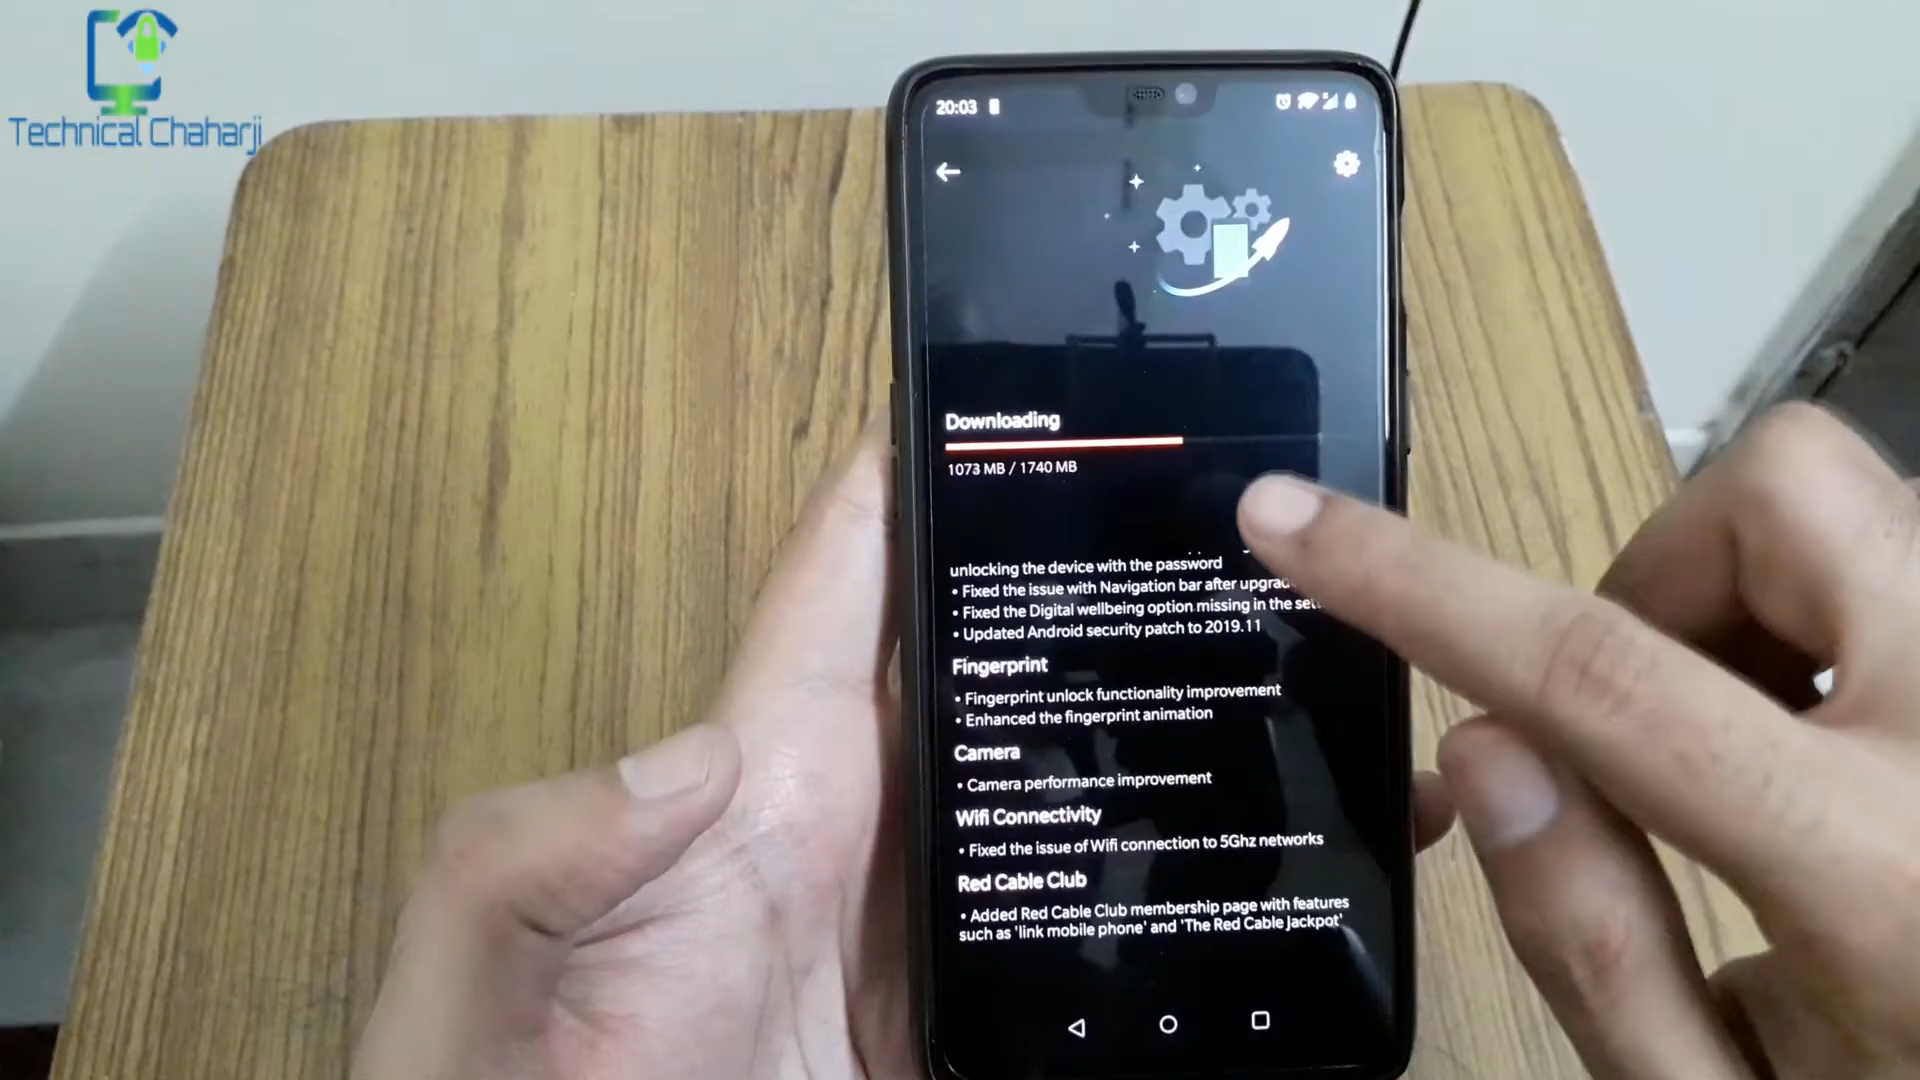 Technical Chaharji
20:03
Downloading
1073 MB / 1740 MB
unlocking the device with the password
• Fixed the issue with Navigation bar after
• Fixed the Digital wellbeing option missing in the
• Updated Android security patch to 2019.11
Fingerprint
• Fingerprint unlock functionality improvement
• Enhanced the fingerprint animation
Camera
• Camera performance improvement
Wifi Connectivity
• Fixed the issue of Wifi connection to 5Ghz networks
Red Cable Club
• Added Red Cable Club membership page with features
such as 'link mobile phone' and 'The Red Cable Jackpot'